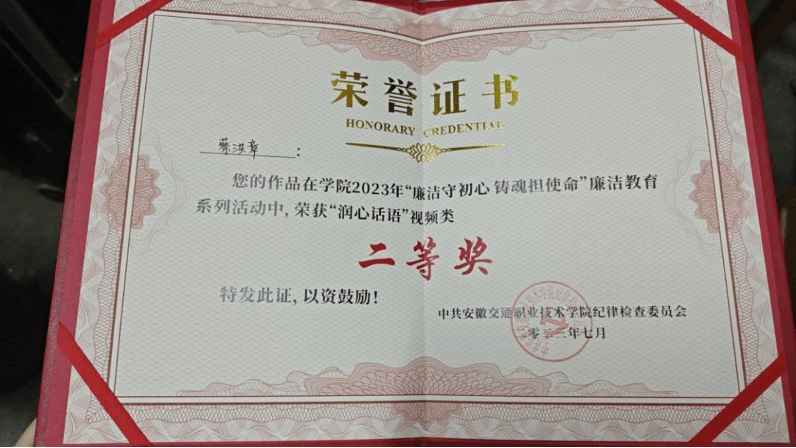 荣誉证书
HONORARY CREDENTIAL
蔡洪章：
您的作品在学院2023年“廉洁守初心 铸魂担使命”廉洁教育
系列活动中, 荣获“润心话语”视频类
二等奖
特发此证, 以资鼓励！
中共安徽交通职业技术学院纪律检查委员会
二零二三年七月